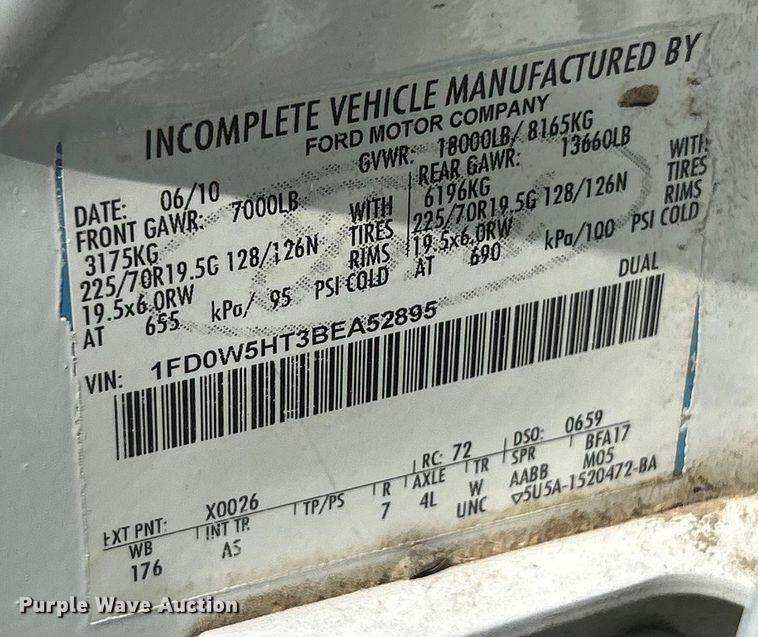 INCOMPLETE VEHICLE MANUFACTURED BY
FORD MOTOR COMPANY
DATE: 06/10 GVWR: 18000LB/ 8165KG
FRONT GAWR: 7000LB REAR GAWR: 13660LB
3175KG WITH 6196KG WITH
225/70R19.5G 128/126N TIRES 225/70R19.5G 128/126N TIRES
19.5x6.0RW RIMS 19.5x6.0RW RIMS
AT 655 kPa/ 95 PSI COLD AT 690 kPa/100 PSI COLD
DUAL
VIN: 1FD0W5HT3BEA52895
EXT PNT: X0026 RC: 72 DSO: 0659
WB INT TR TP/PS R AXLE TR SPR BFA17
176 AS 7 4L W AABB M05
UNC ▽5U5A-1520472-BA
Purple Wave Auction